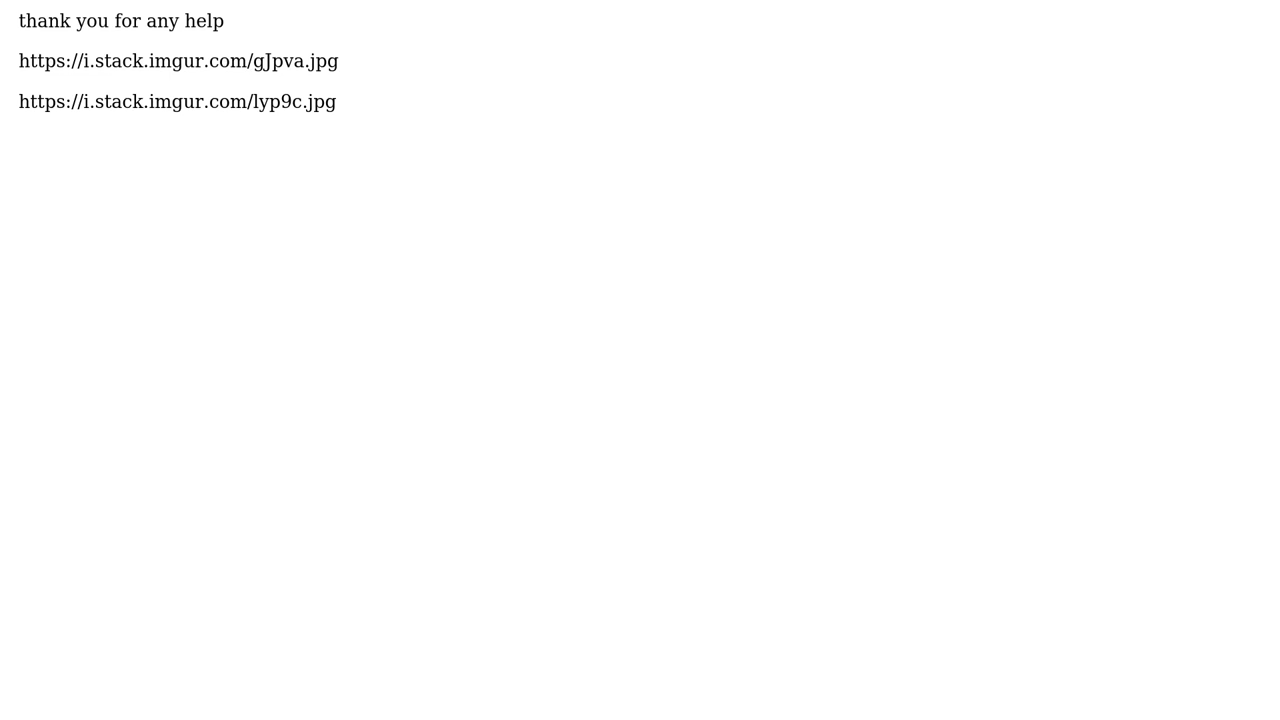 thank you for any help
https://i.stack.imgur.com/gJpva.jpg
https://i.stack.imgur.com/lyp9c.jpg